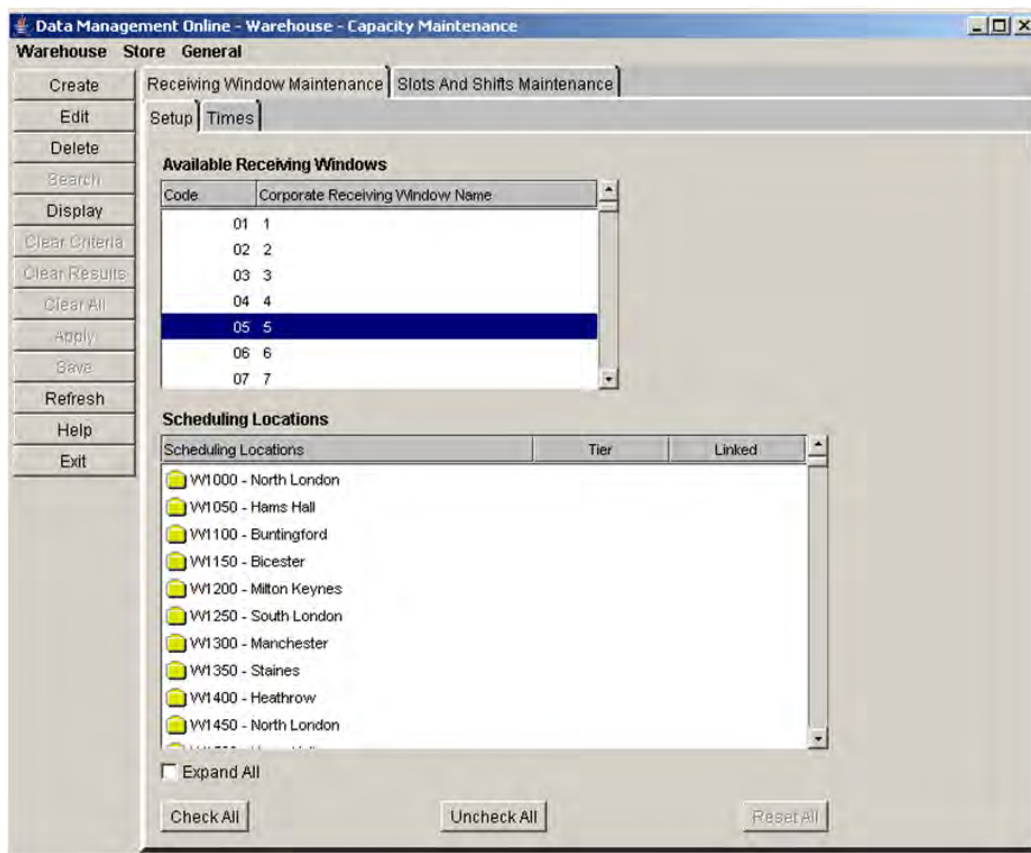 Data Management Online - Warehouse - Capacity Maintenance
Warehouse Store General
Create
Edit
Delete
Search
Display
Clear Criteria
Clear Results
Clear All
Apply
Save
Refresh
Help
Exit
Receiving Window Maintenance Slots And Shifts Maintenance
Setup Times
Available Receiving Windows
Code Corporate Receiving Window Name
01 1
02 2
03 3
04 4
05 5
06 6
07 7
Scheduling Locations
Scheduling Locations Tier Linked
W1000 - North London
W1050 - Hams Hall
W1100 - Buntingford
W1150 - Bicester
W1200 - Milton Keynes
W1250 - South London
W1300 - Manchester
W1350 - Staines
W1400 - Heathrow
W1450 - North London
Expand All
Check All Uncheck All Reset All